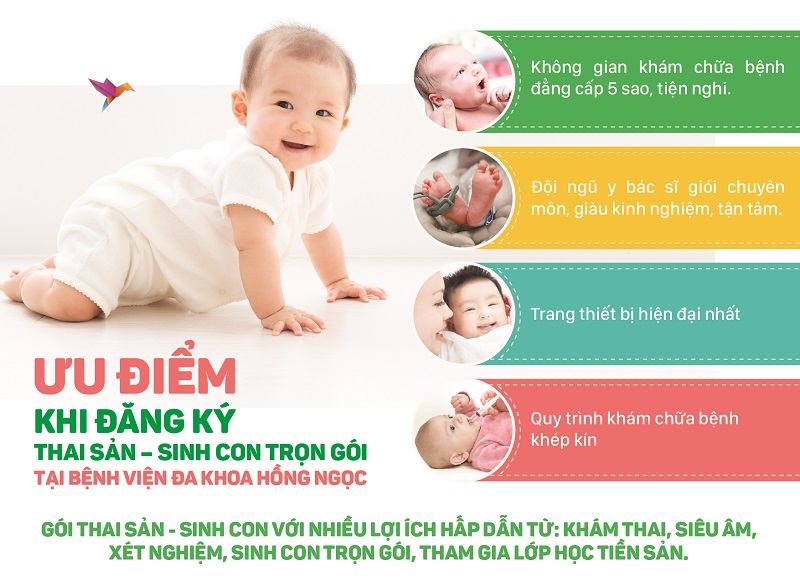 Không gian khám chữa bệnh
đẳng cấp 5 sao, tiện nghi.
Đội ngũ y bác sĩ giỏi chuyên
môn, giàu kinh nghiệm, tận tâm.
Trang thiết bị hiện đại nhất
Quy trình khám chữa bệnh
khép kín
ƯU ĐIỂM
KHI ĐĂNG KÝ
THAI SẢN – SINH CON TRỌN GÓI
TẠI BỆNH VIỆN ĐA KHOA HỒNG NGỌC
GÓI THAI SẢN - SINH CON VỚI NHIỀU LỢI ÍCH HẤP DẪN TỪ: KHÁM THAI, SIÊU ÂM,
XÉT NGHIỆM, SINH CON TRỌN GÓI, THAM GIA LỚP HỌC TIỀN SẢN.